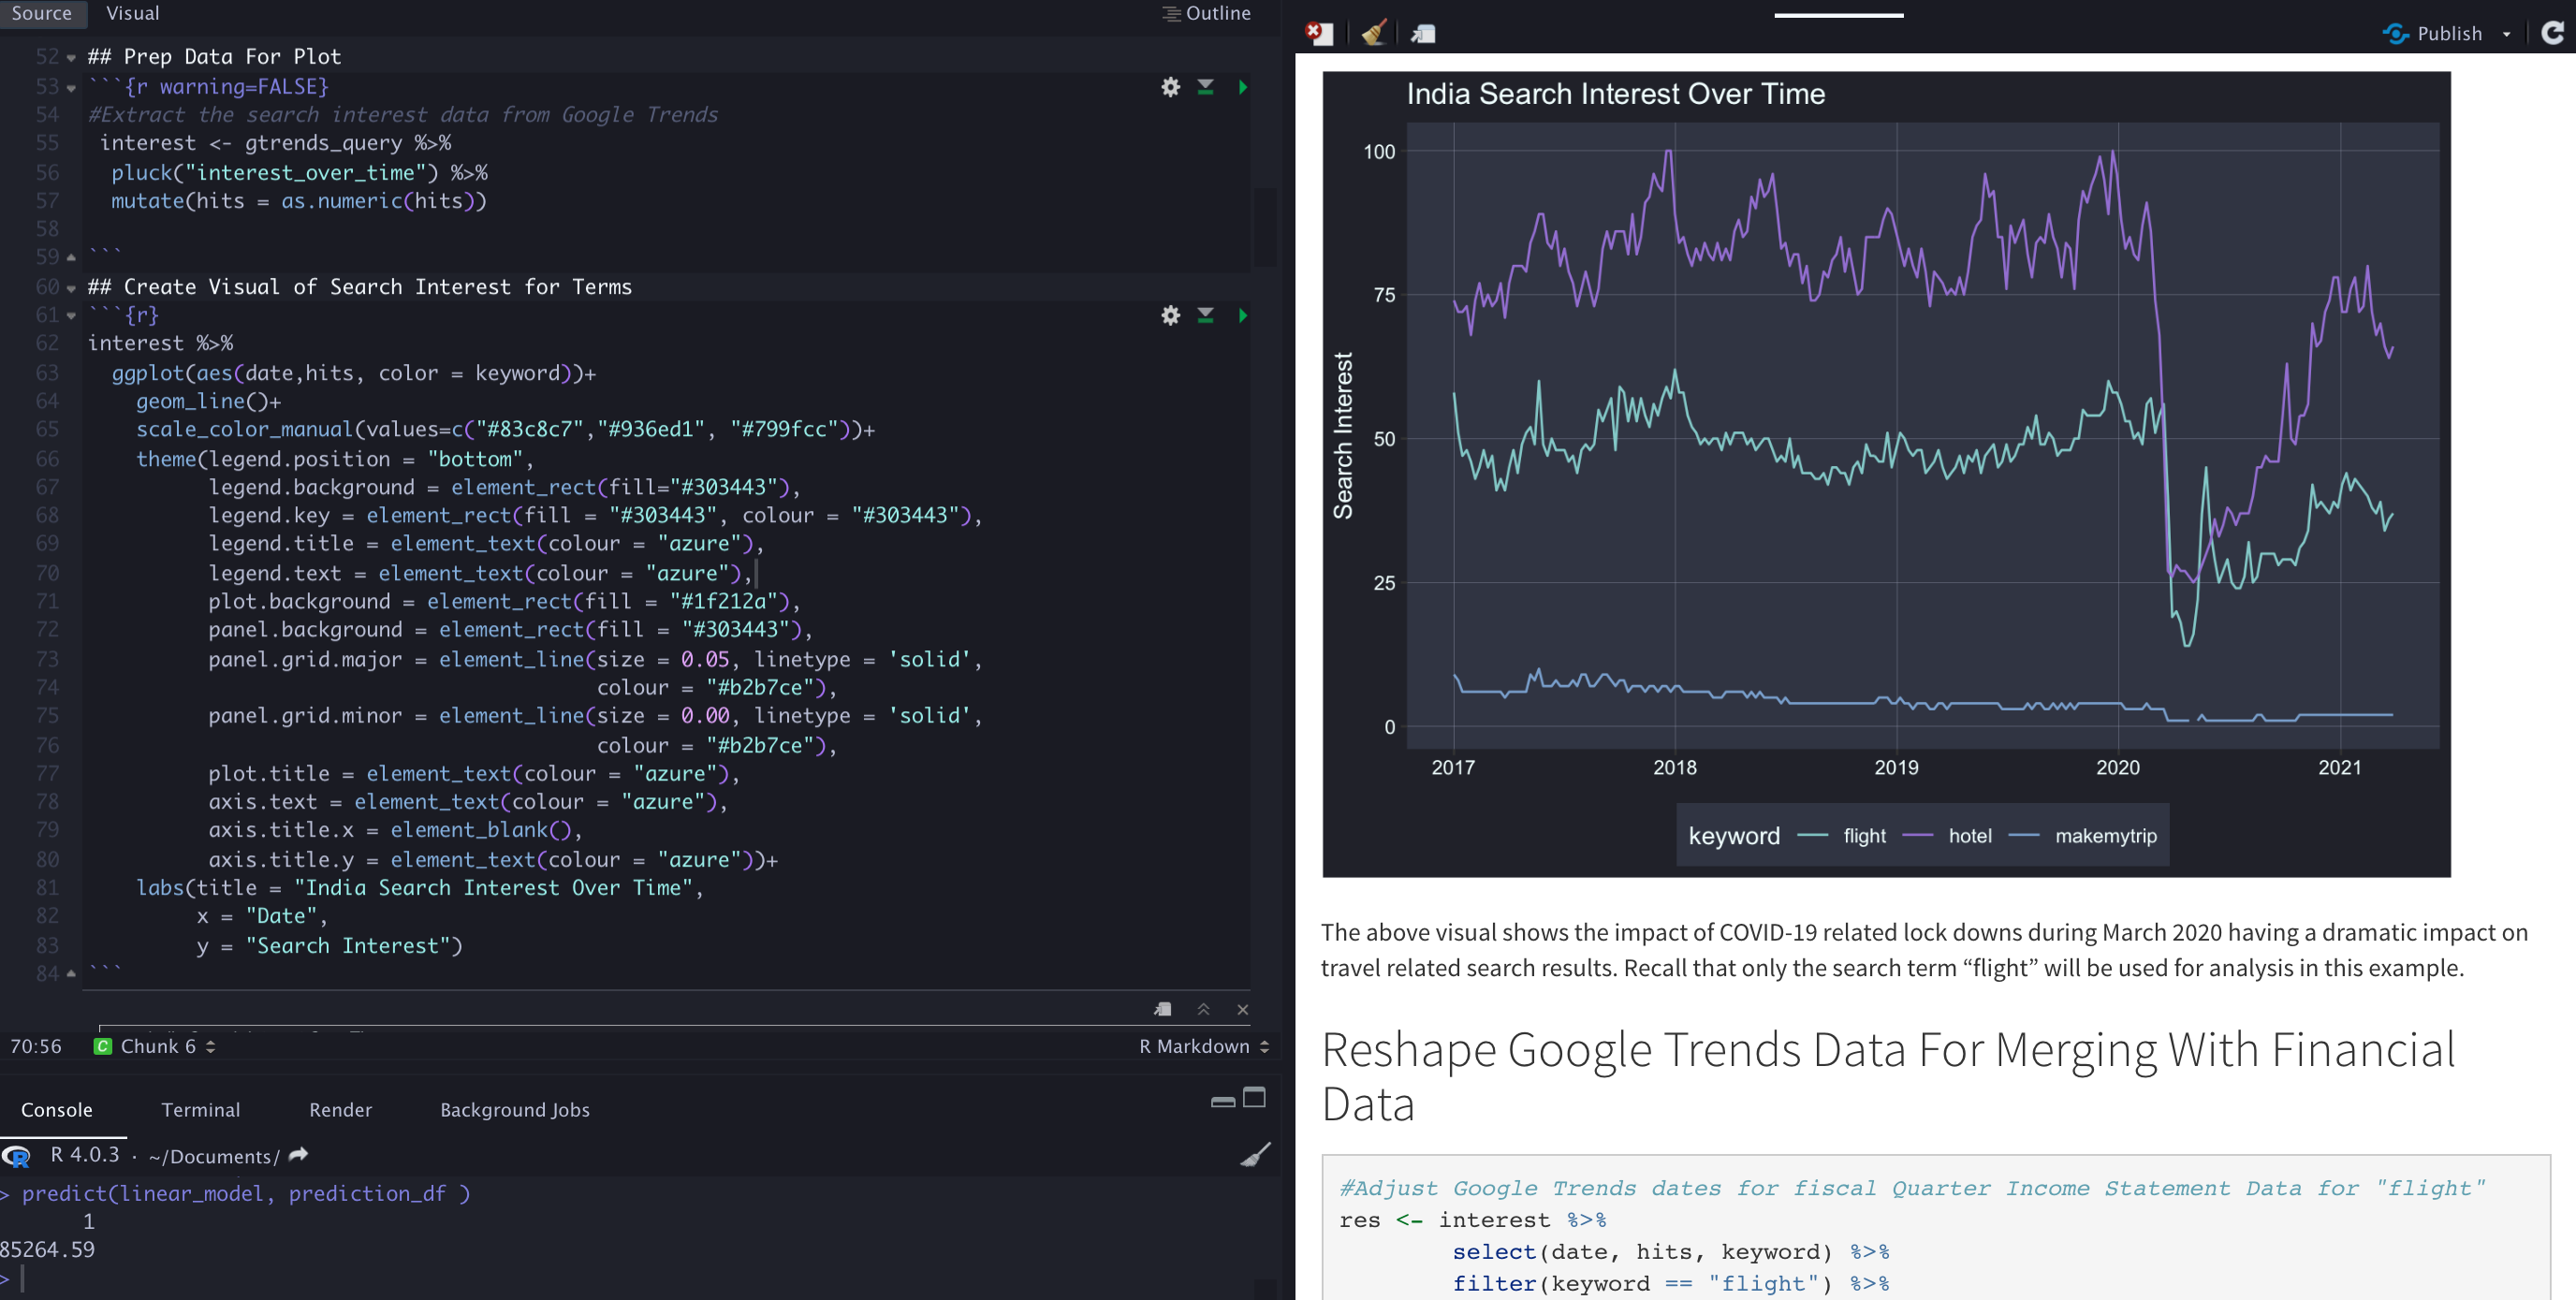 Source Visual Outline
52 ## Prep Data For Plot
53 ```{r warning=FALSE}
54 #Extract the search interest data from Google Trends
55 interest <- gtrends_query %>%
56 pluck("interest_over_time") %>%
57 mutate(hits = as.numeric(hits))
58
59 ```
60 ## Create Visual of Search Interest for Terms
61 ```{r}
62 interest %>%
63 ggplot(aes(date,hits, color = keyword))+
64 geom_line()+
65 scale_color_manual(values=c("#83c8c7","#936ed1", "#799fcc"))+
66 theme(legend.position = "bottom",
67 legend.background = element_rect(fill="#303443"),
68 legend.key = element_rect(fill = "#303443", colour = "#303443"),
69 legend.title = element_text(colour = "azure"),
70 legend.text = element_text(colour = "azure"),
71 plot.background = element_rect(fill = "#1f212a"),
72 panel.background = element_rect(fill = "#303443"),
73 panel.grid.major = element_line(size = 0.05, linetype = 'solid',
74 colour = "#b2b7ce"),
75 panel.grid.minor = element_line(size = 0.00, linetype = 'solid',
76 colour = "#b2b7ce"),
77 plot.title = element_text(colour = "azure"),
78 axis.text = element_text(colour = "azure"),
79 axis.title.x = element_blank(),
80 axis.title.y = element_text(colour = "azure"))+
81 labs(title = "India Search Interest Over Time",
82 x = "Date",
83 y = "Search Interest")
84 ```
70:56 C Chunk 6 R Markdown
Console Terminal Render Background Jobs
R R 4.0.3 · ~/Documents/
> predict(linear_model, prediction_df )
1
85264.59
>
Publish
India Search Interest Over Time
100
75
50
25
0
Search Interest
2017 2018 2019 2020 2021
keyword flight hotel makemytrip
The above visual shows the impact of COVID-19 related lock downs during March 2020 having a dramatic impact on
travel related search results. Recall that only the search term “flight” will be used for analysis in this example.
Reshape Google Trends Data For Merging With Financial
Data
#Adjust Google Trends dates for fiscal Quarter Income Statement Data for "flight"
res <- interest %>%
select(date, hits, keyword) %>%
filter(keyword == "flight") %>%